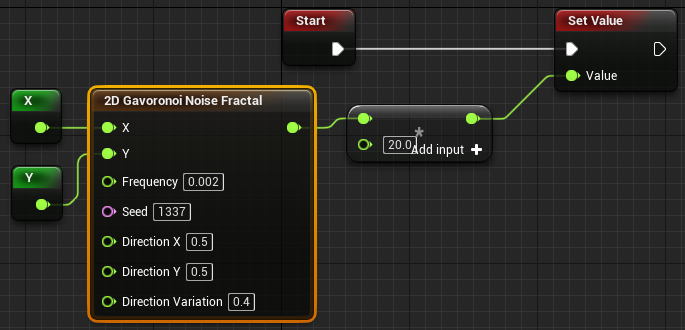 Start
Set Value
Value
X
2D Gavoronoi Noise Fractal
X
Y
Frequency 0.002
Seed 1337
Direction X 0.5
Direction Y 0.5
Direction Variation 0.4
Y
*
20.0
Add input +